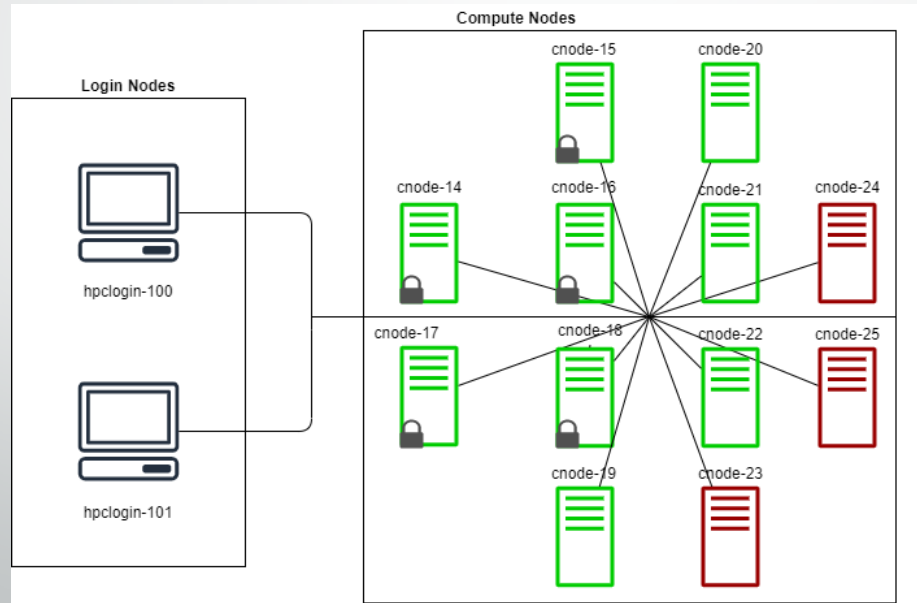 Compute Nodes
Login Nodes
cnode-15
cnode-20
cnode-14
cnode-16
cnode-21
cnode-24
hpclogin-100
cnode-17
cnode-18
cnode-22
cnode-25
cnode-19
cnode-23
hpclogin-101